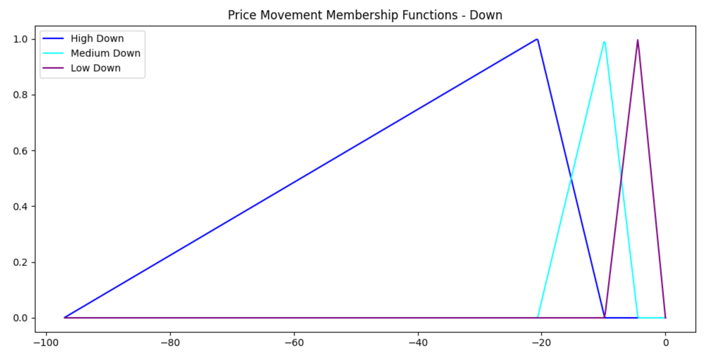 Price Movement Membership Functions - Down
High Down
Medium Down
Low Down
1.0
0.8
0.6
0.4
0.2
0.0
−100 −80 −60 −40 −20 0